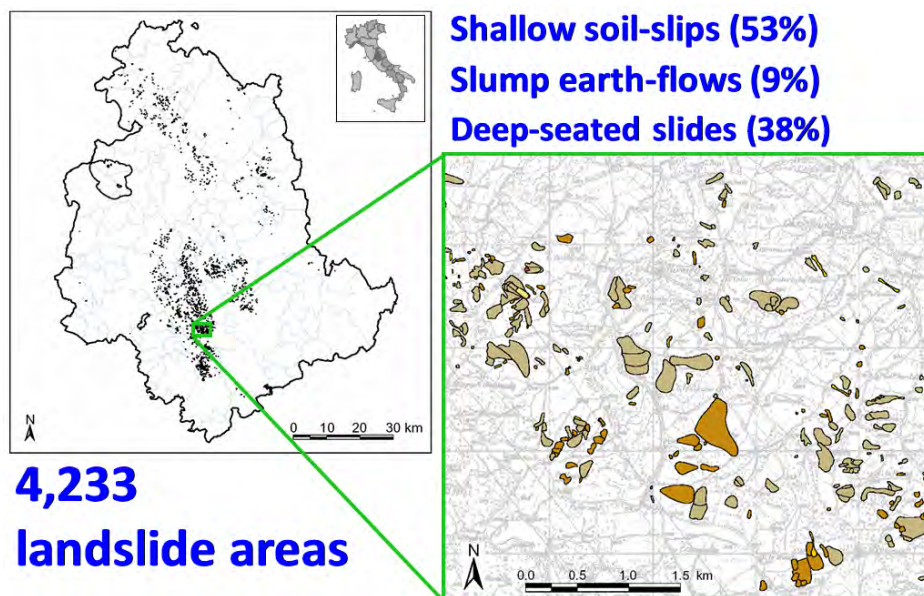 Shallow soil-slips (53%)
Slump earth-flows (9%)
Deep-seated slides (38%)
N
0 10 20 30 km
4,233
landslide areas
N
0.0 0.5 1.0 1.5 km